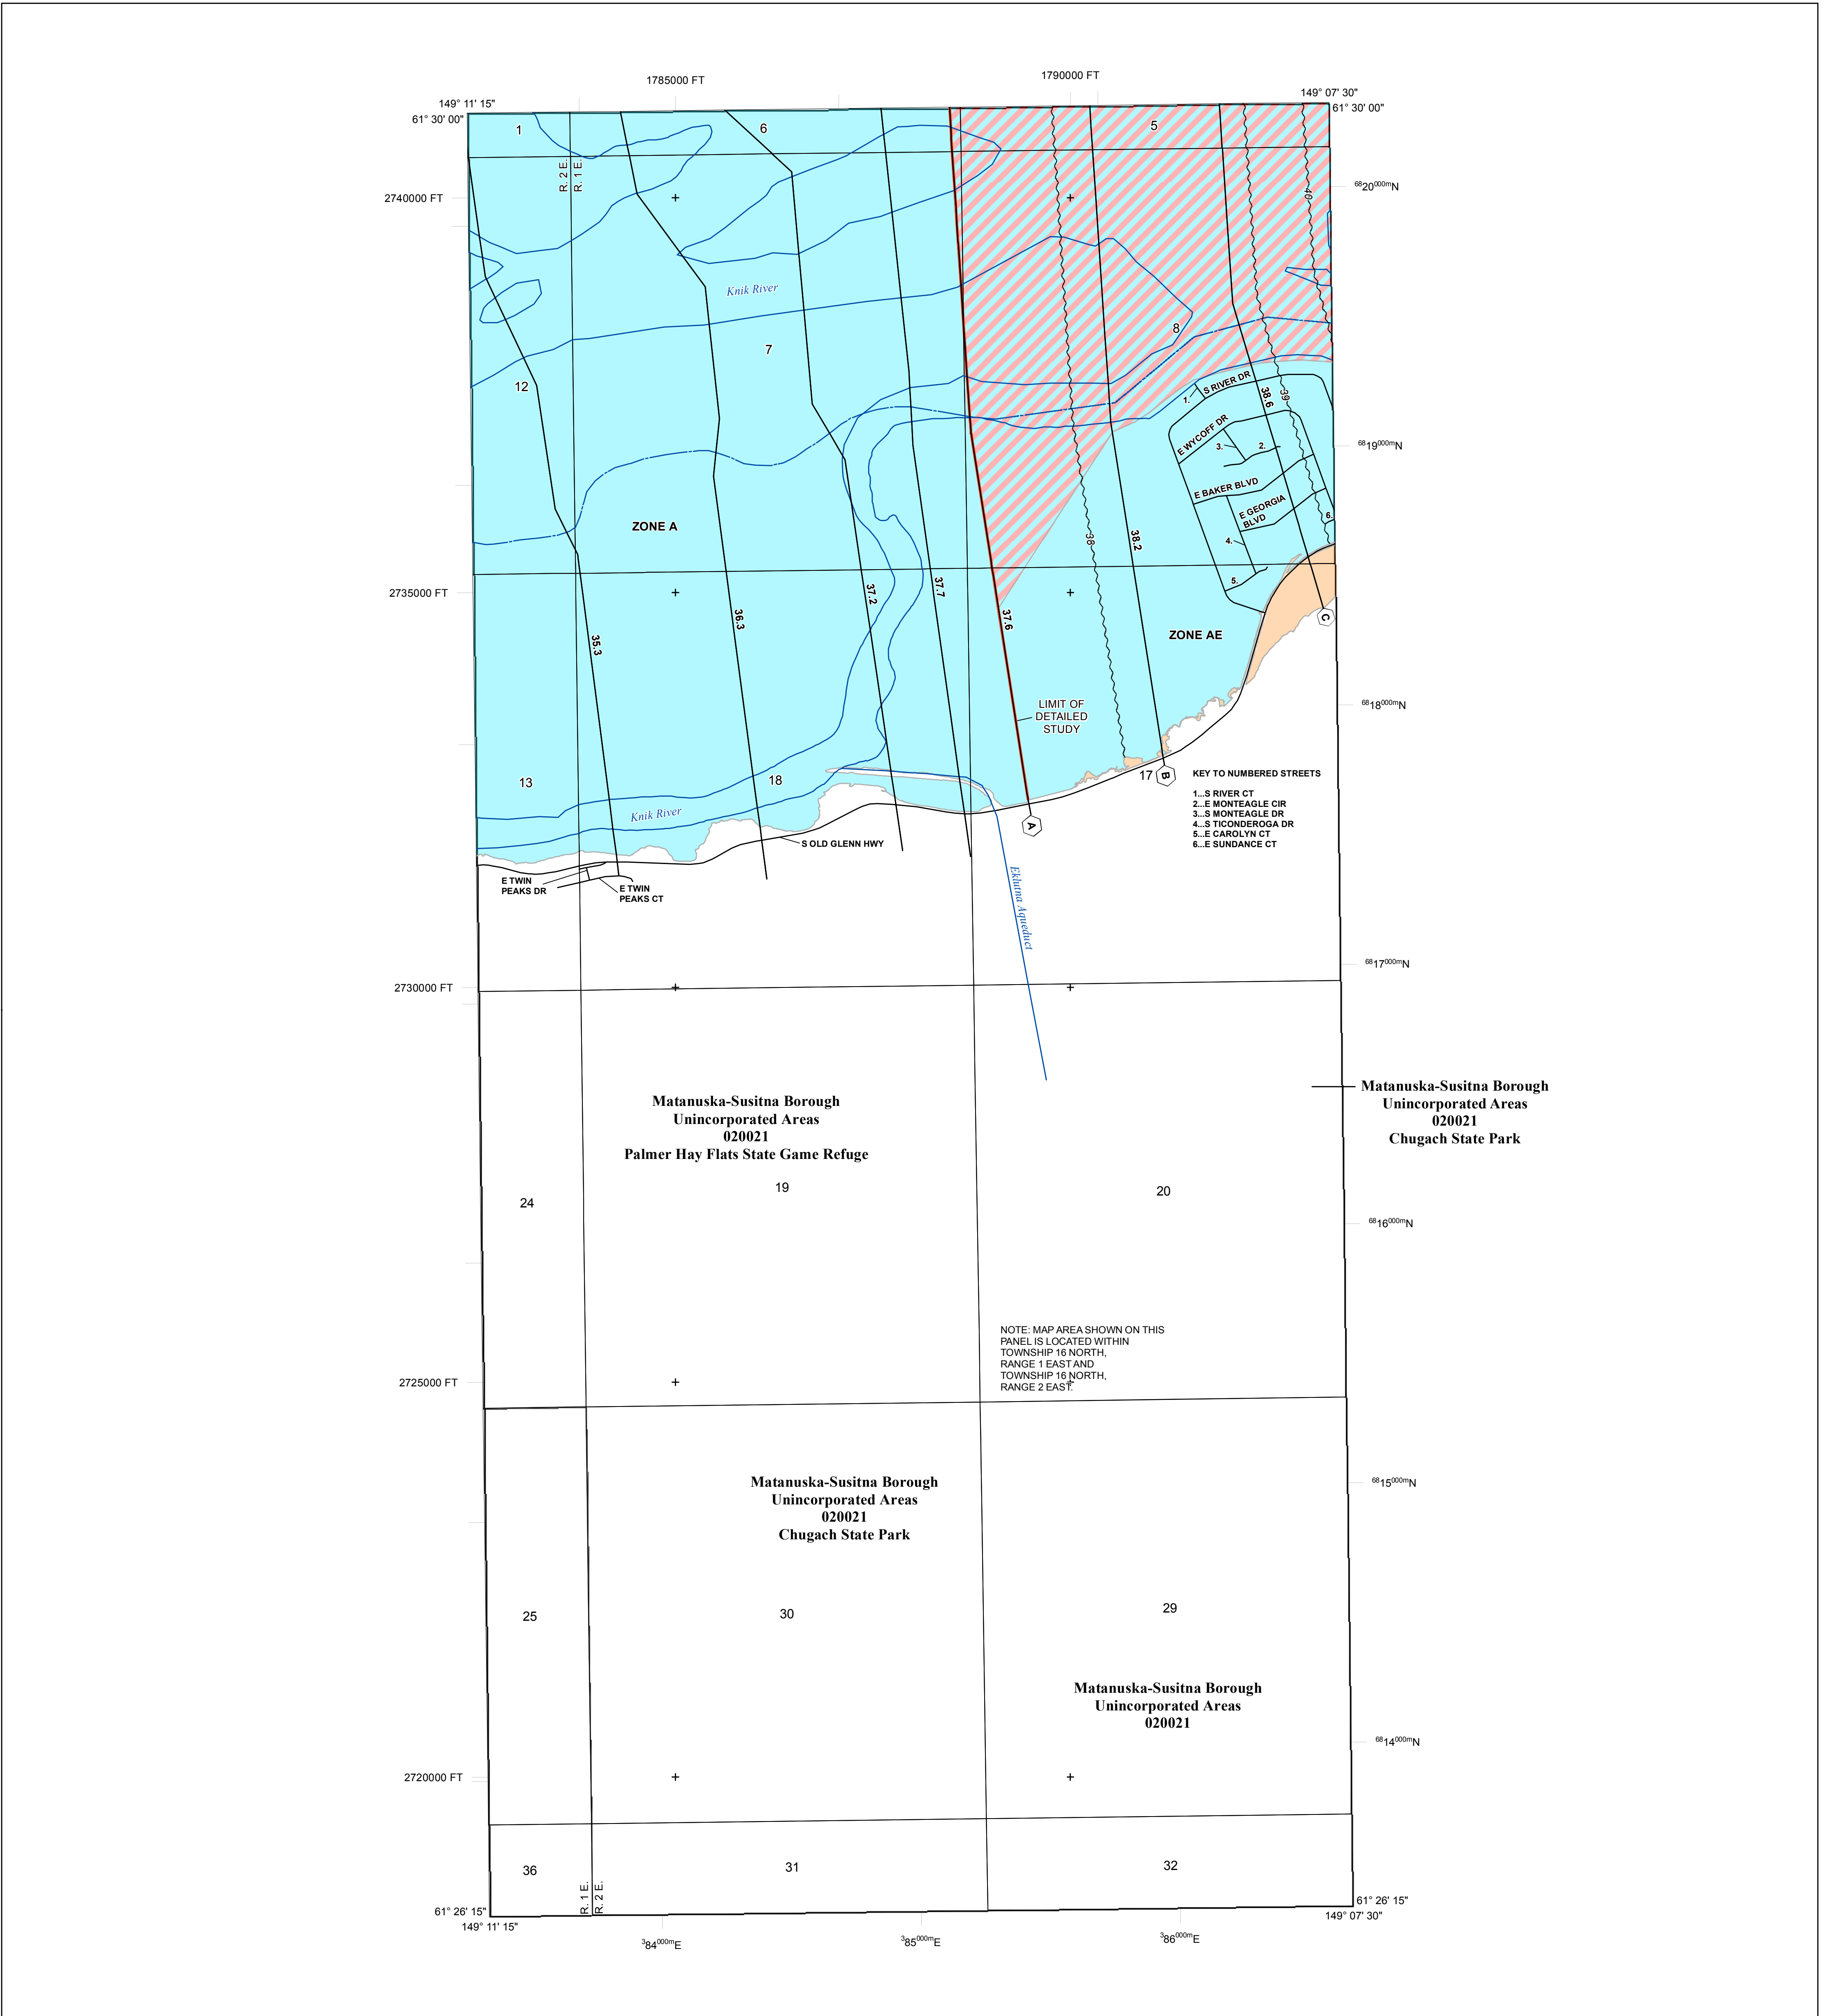 1785000 FT
1790000 FT
149° 11' 15"
149° 07' 30"
61° 30' 00"
61° 30' 00"
1
6
5
R. 2 E.
R. 1 E.
2740000 FT
6820000mN
40
Knik River
8
7
12
S RIVER DR
1.
38.6
39
E WYCOFF DR
3.
2.
6819000mN
E BAKER BLVD
E GEORGIA
BLVD
6.
ZONE A
38
38.2
4.
5.
2735000 FT
35.3
36.3
37.2
37.7
37.6
C
ZONE AE
LIMIT OF
DETAILED
STUDY
6818000mN
13
18
17
B
KEY TO NUMBERED STREETS
1...S RIVER CT
2...E MONTEAGLE CIR
3...S MONTEAGLE DR
4...S TICONDEROGA DR
5...E CAROLYN CT
6...E SUNDANCE CT
Knik River
A
S OLD GLENN HWY
E TWIN
PEAKS DR
E TWIN
PEAKS CT
Eklutna Aqueduct
6817000mN
2730000 FT
Matanuska-Susitna Borough
Unincorporated Areas
020021
Chugach State Park
Matanuska-Susitna Borough
Unincorporated Areas
020021
Palmer Hay Flats State Game Refuge
24
19
20
6816000mN
NOTE: MAP AREA SHOWN ON THIS
PANEL IS LOCATED WITHIN
TOWNSHIP 16 NORTH,
RANGE 1 EAST AND
TOWNSHIP 16 NORTH,
RANGE 2 EAST.
2725000 FT
6815000mN
Matanuska-Susitna Borough
Unincorporated Areas
020021
Chugach State Park
25
30
29
Matanuska-Susitna Borough
Unincorporated Areas
020021
6814000mN
2720000 FT
36
31
32
R. 1 E.
R. 2 E.
61° 26' 15"
61° 26' 15"
149° 11' 15"
149° 07' 30"
384000mE
385000mE
386000mE